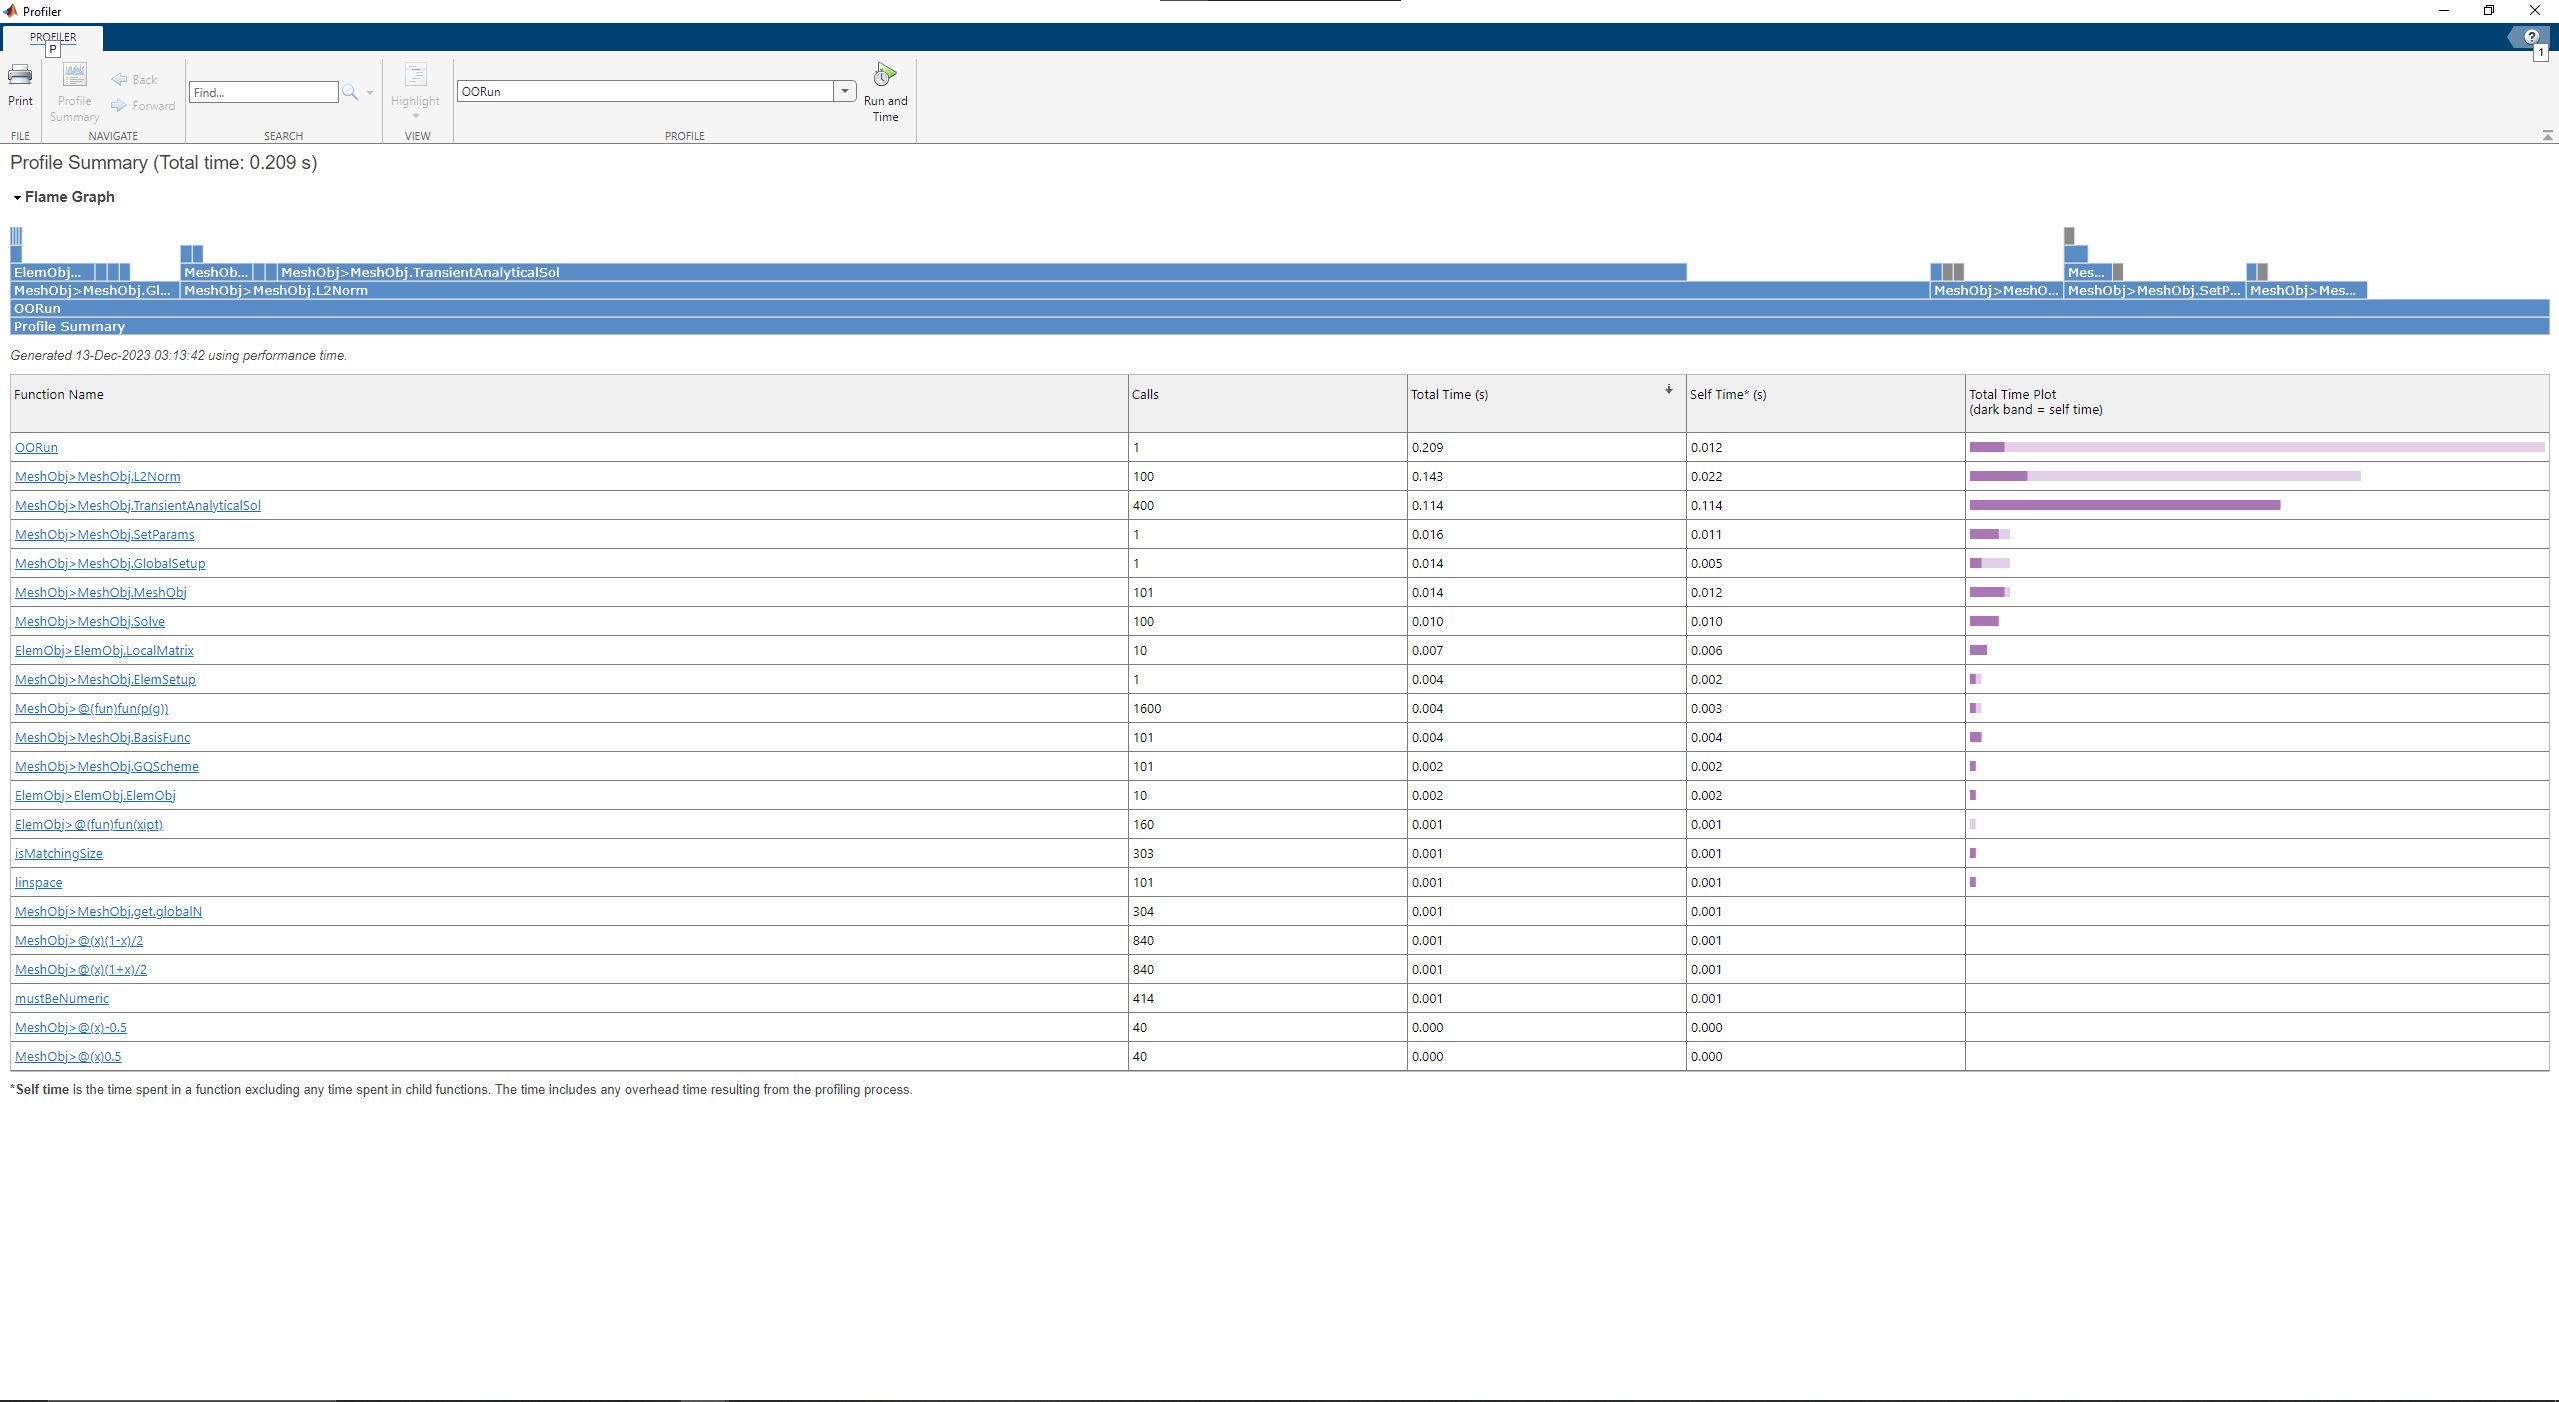 Profiler
PROFILER
P
?
1
Print
Profile Summary
Back
Forward
Find...
Highlight
OORun
Run and Time
FILE
NAVIGATE
SEARCH
VIEW
PROFILE
Profile Summary (Total time: 0.209 s)
Flame Graph
ElemObj...
MeshOb...
MeshObj>MeshObj.TransientAnalyticalSol
Mes...
MeshObj>MeshObj.Gl...
MeshObj>MeshObj.L2Norm
MeshObj>MeshO...
MeshObj>MeshObj.SetP...
MeshObj>Mes...
OORun
Profile Summary
Generated 13-Dec-2023 03:13:42 using performance time.
Function Name Calls Total Time (s) Self Time* (s) Total Time Plot
(dark band = self time)
OORun 1 0.209 0.012
MeshObj>MeshObj.L2Norm 100 0.143 0.022
MeshObj>MeshObj.TransientAnalyticalSol 400 0.114 0.114
MeshObj>MeshObj.SetParams 1 0.016 0.011
MeshObj>MeshObj.GlobalSetup 1 0.014 0.005
MeshObj>MeshObj.MeshObj 101 0.014 0.012
MeshObj>MeshObj.Solve 100 0.010 0.010
ElemObj>ElemObj.LocalMatrix 10 0.007 0.006
MeshObj>MeshObj.ElemSetup 1 0.004 0.002
MeshObj>@(fun)fun(p(g)) 1600 0.004 0.003
MeshObj>MeshObj.BasisFunc 101 0.004 0.004
MeshObj>MeshObj.GQScheme 101 0.002 0.002
ElemObj>ElemObj.ElemObj 10 0.002 0.002
ElemObj>@(fun)fun(xipt) 160 0.001 0.001
isMatchingSize 303 0.001 0.001
linspace 101 0.001 0.001
MeshObj>MeshObj.get.globalN 304 0.001 0.001
MeshObj>@(x)(1-x)/2 840 0.001 0.001
MeshObj>@(x)(1+x)/2 840 0.001 0.001
mustBeNumeric 414 0.001 0.001
MeshObj>@(x)-0.5 40 0.000 0.000
MeshObj>@(x)0.5 40 0.000 0.000
*Self time is the time spent in a function excluding any time spent in child functions. The time includes any overhead time resulting from the profiling process.